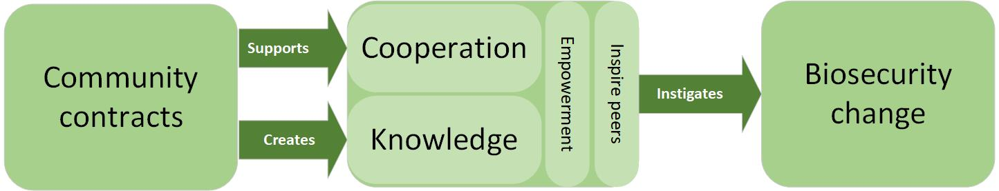 Community
contracts
Supports
Creates
Cooperation
Knowledge
Empowerment
Inspire peers
Instigates
Biosecurity
change